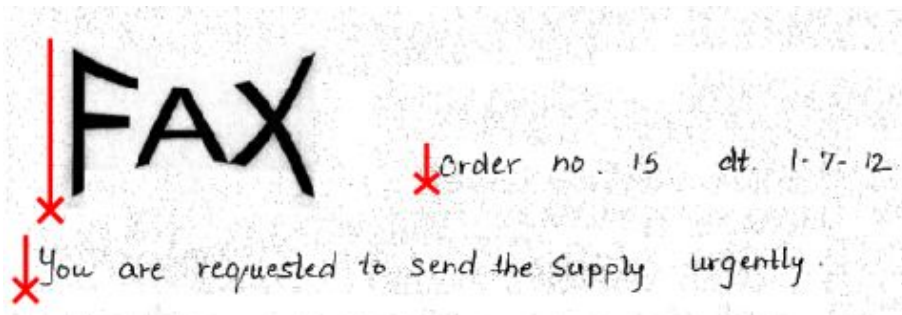 FAX
Order no. 15 dt. 1-7-12
You are requested to send the Supply urgently.